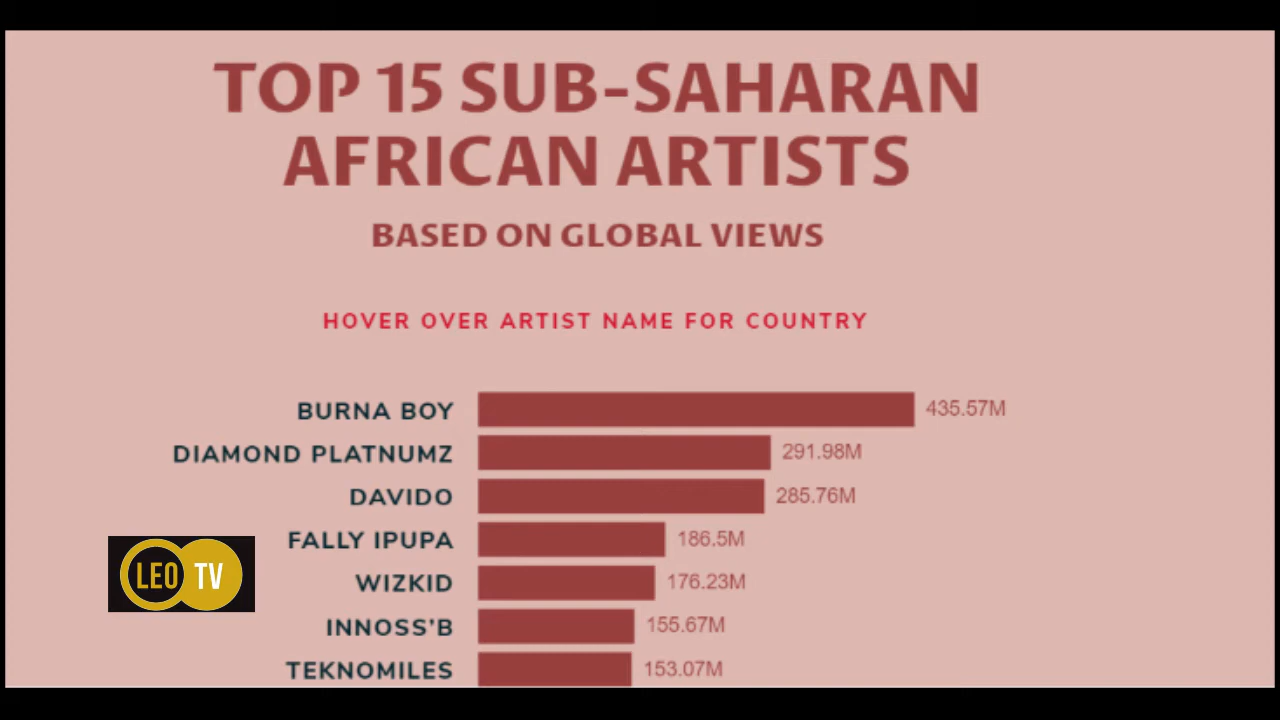 TOP 15 SUB-SAHARAN
AFRICAN ARTISTS
BASED ON GLOBAL VIEWS
HOVER OVER ARTIST NAME FOR COUNTRY
BURNA BOY 435.57M
DIAMOND PLATNUMZ 291.98M
DAVIDO 285.76M
FALLY IPUPA 186.5M
LEO TV
WIZKID 176.23M
INNOSS'B 155.67M
TEKNOMILES 153.07M